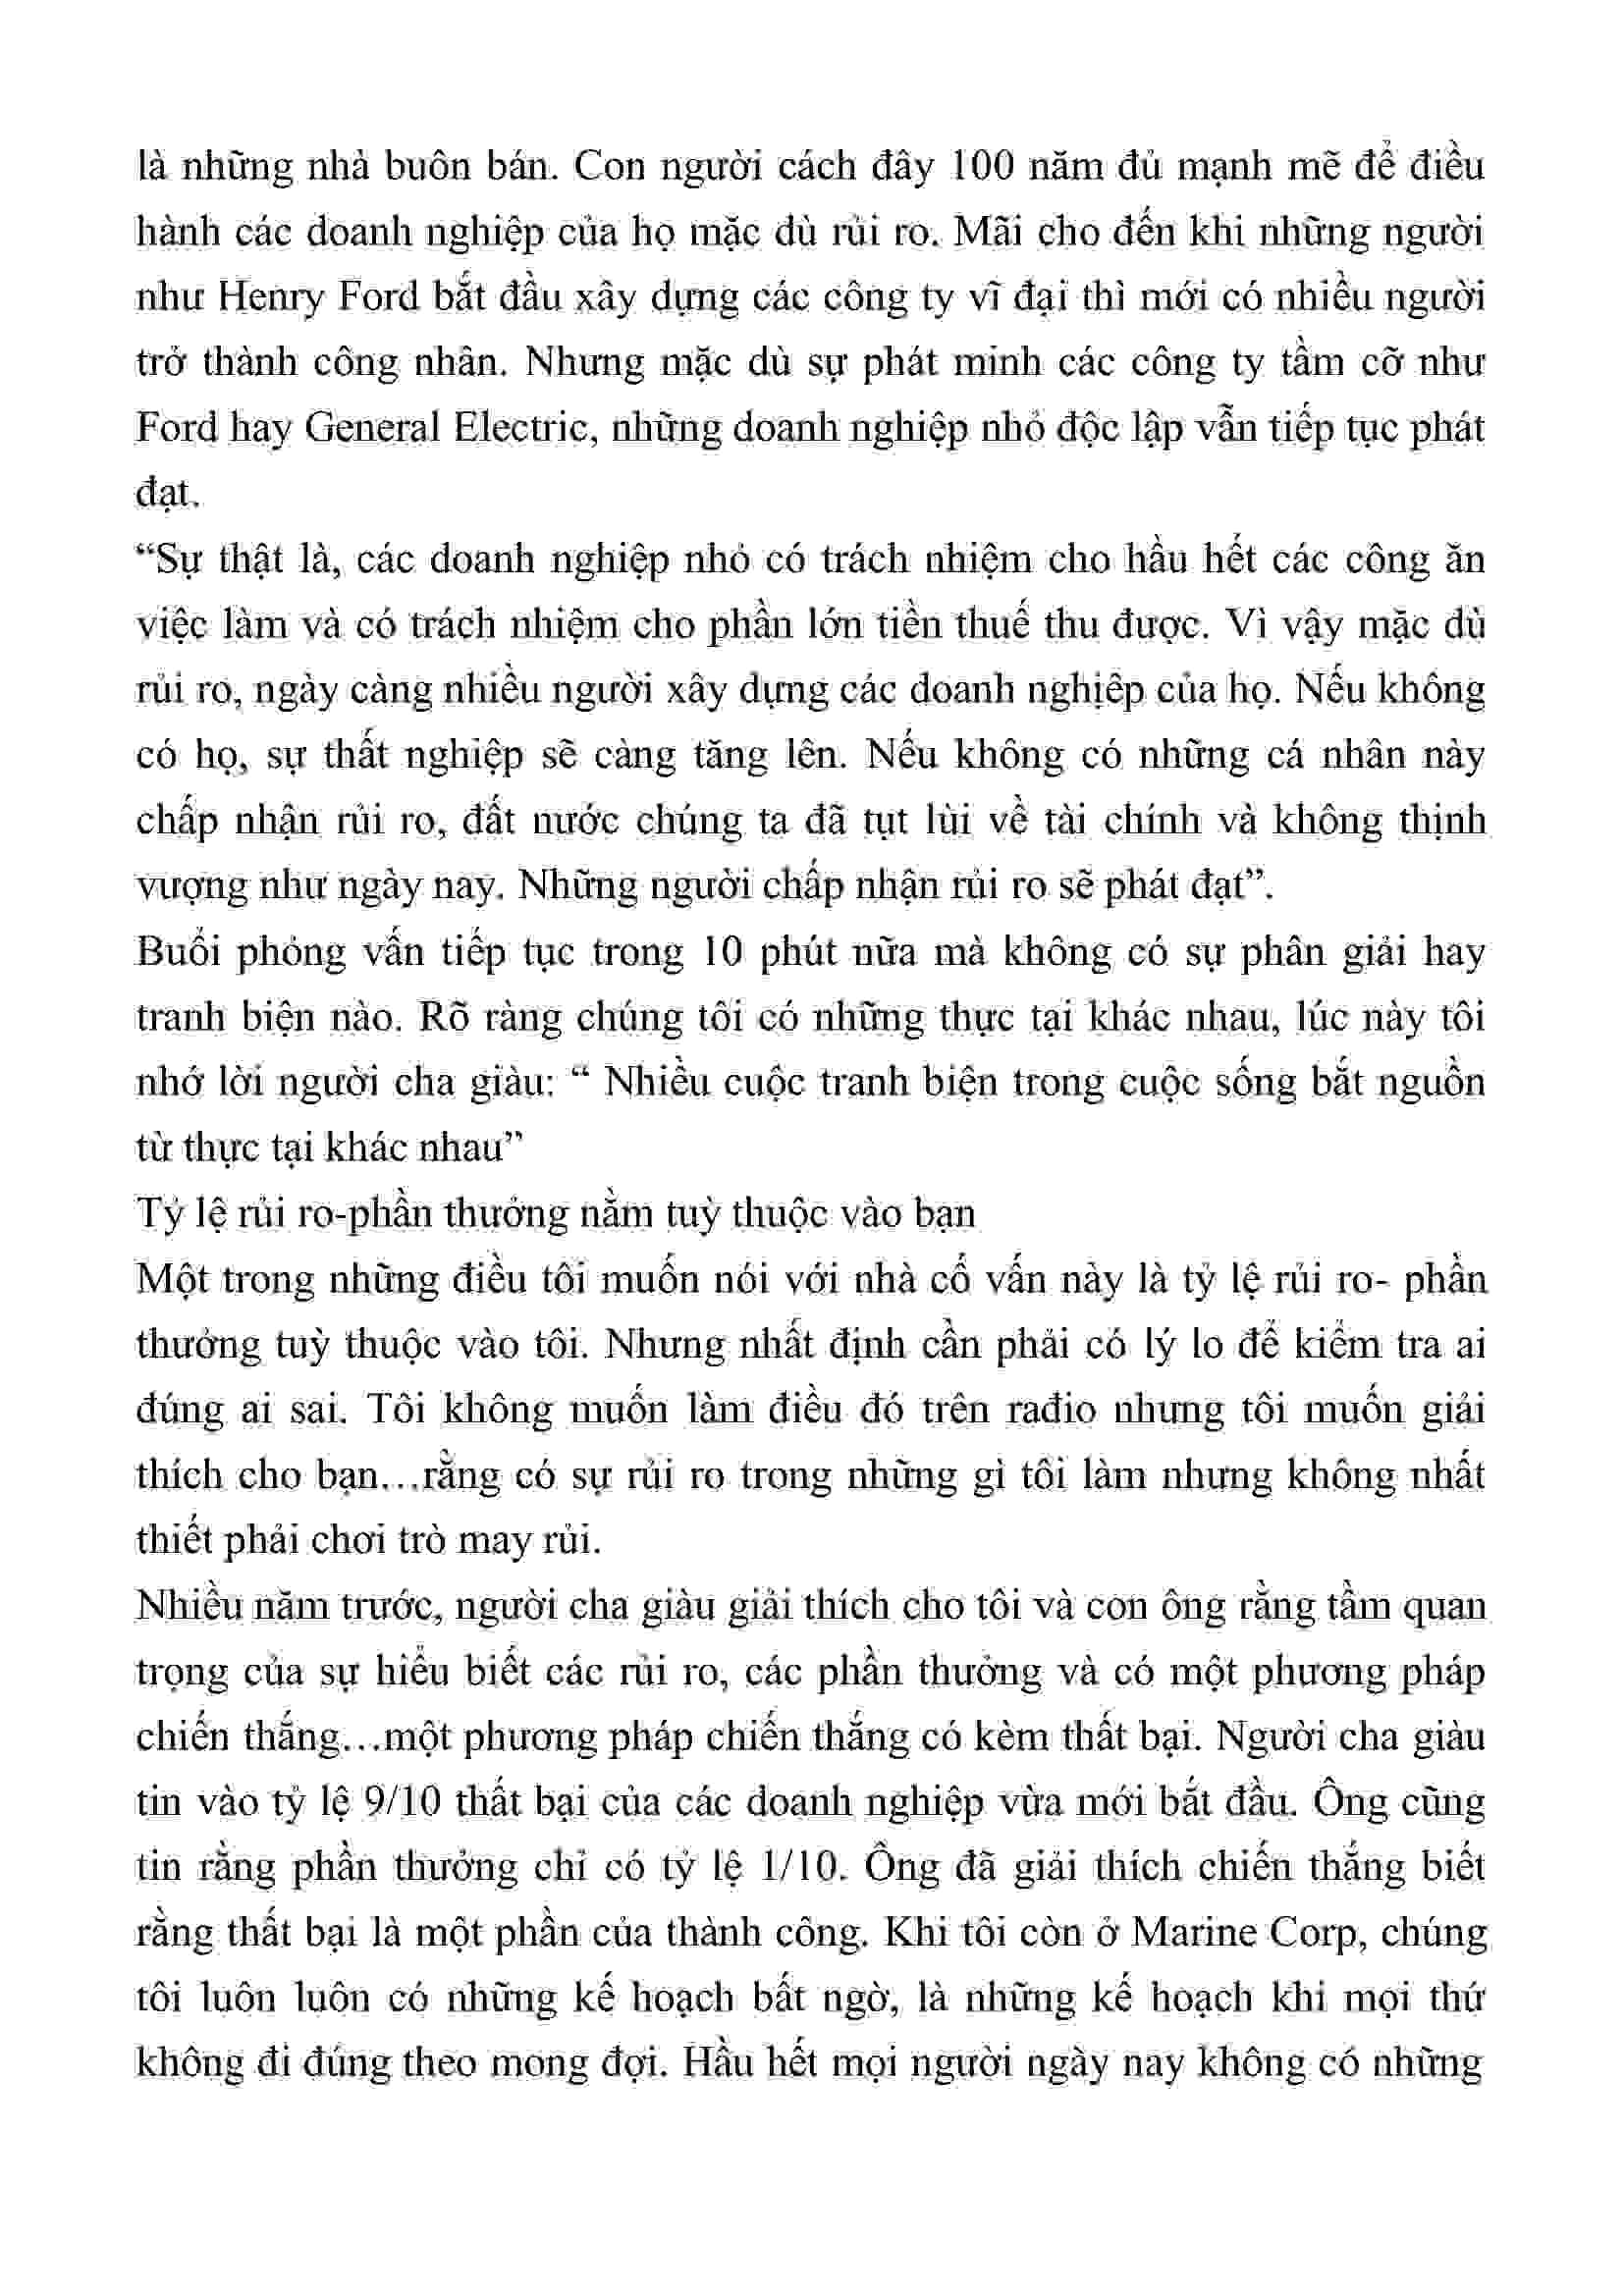 là những nhà buôn bán. Con người cách đây 100 năm đủ mạnh mẽ để điều
hành các doanh nghiệp của họ mặc dù rủi ro. Mãi cho đến khi những người
như Henry Ford bắt đầu xây dựng các công ty vĩ đại thì mới có nhiều người
trở thành công nhân. Nhưng mặc dù sự phát minh các công ty tầm cỡ như
Ford hay General Electric, những doanh nghiệp nhỏ độc lập vẫn tiếp tục phát
đạt.
“Sự thật là, các doanh nghiệp nhỏ có trách nhiệm cho hầu hết các công ăn
việc làm và có trách nhiệm cho phần lớn tiền thuế thu được. Vì vậy mặc dù
rủi ro, ngày càng nhiều người xây dựng các doanh nghiệp của họ. Nếu không
có họ, sự thất nghiệp sẽ càng tăng lên. Nếu không có những cá nhân này
chấp nhận rủi ro, đất nước chúng ta đã tụt lùi về tài chính và không thịnh
vượng như ngày nay. Những người chấp nhận rủi ro sẽ phát đạt”.
Buổi phỏng vấn tiếp tục trong 10 phút nữa mà không có sự phân giải hay
tranh biện nào. Rõ ràng chúng tôi có những thực tại khác nhau, lúc này tôi
nhớ lời người cha giàu: “ Nhiều cuộc tranh biện trong cuộc sống bắt nguồn
từ thực tại khác nhau”
Tỷ lệ rủi ro-phần thưởng nằm tuỳ thuộc vào bạn
Một trong những điều tôi muốn nói với nhà cố vấn này là tỷ lệ rủi ro- phần
thưởng tuỳ thuộc vào tôi. Nhưng nhất định cần phải có lý lo để kiểm tra ai
đúng ai sai. Tôi không muốn làm điều đó trên rađio nhưng tôi muốn giải
thích cho bạn…rằng có sự rủi ro trong những gì tôi làm nhưng không nhất
thiết phải chơi trò may rủi.
Nhiều năm trước, người cha giàu giải thích cho tôi và con ông rằng tầm quan
trọng của sự hiểu biết các rủi ro, các phần thưởng và có một phương pháp
chiến thắng…một phương pháp chiến thắng có kèm thất bại. Người cha giàu
tin vào tỷ lệ 9/10 thất bại của các doanh nghiệp vừa mới bắt đầu. Ông cũng
tin rằng phần thưởng chỉ có tỷ lệ 1/10. Ông đã giải thích chiến thắng biết
rằng thất bại là một phần của thành công. Khi tôi còn ở Marine Corp, chúng
tôi luôn luôn có những kế hoạch bất ngờ, là những kế hoạch khi mọi thứ
không đi đúng theo mong đợi. Hầu hết mọi người ngày nay không có những